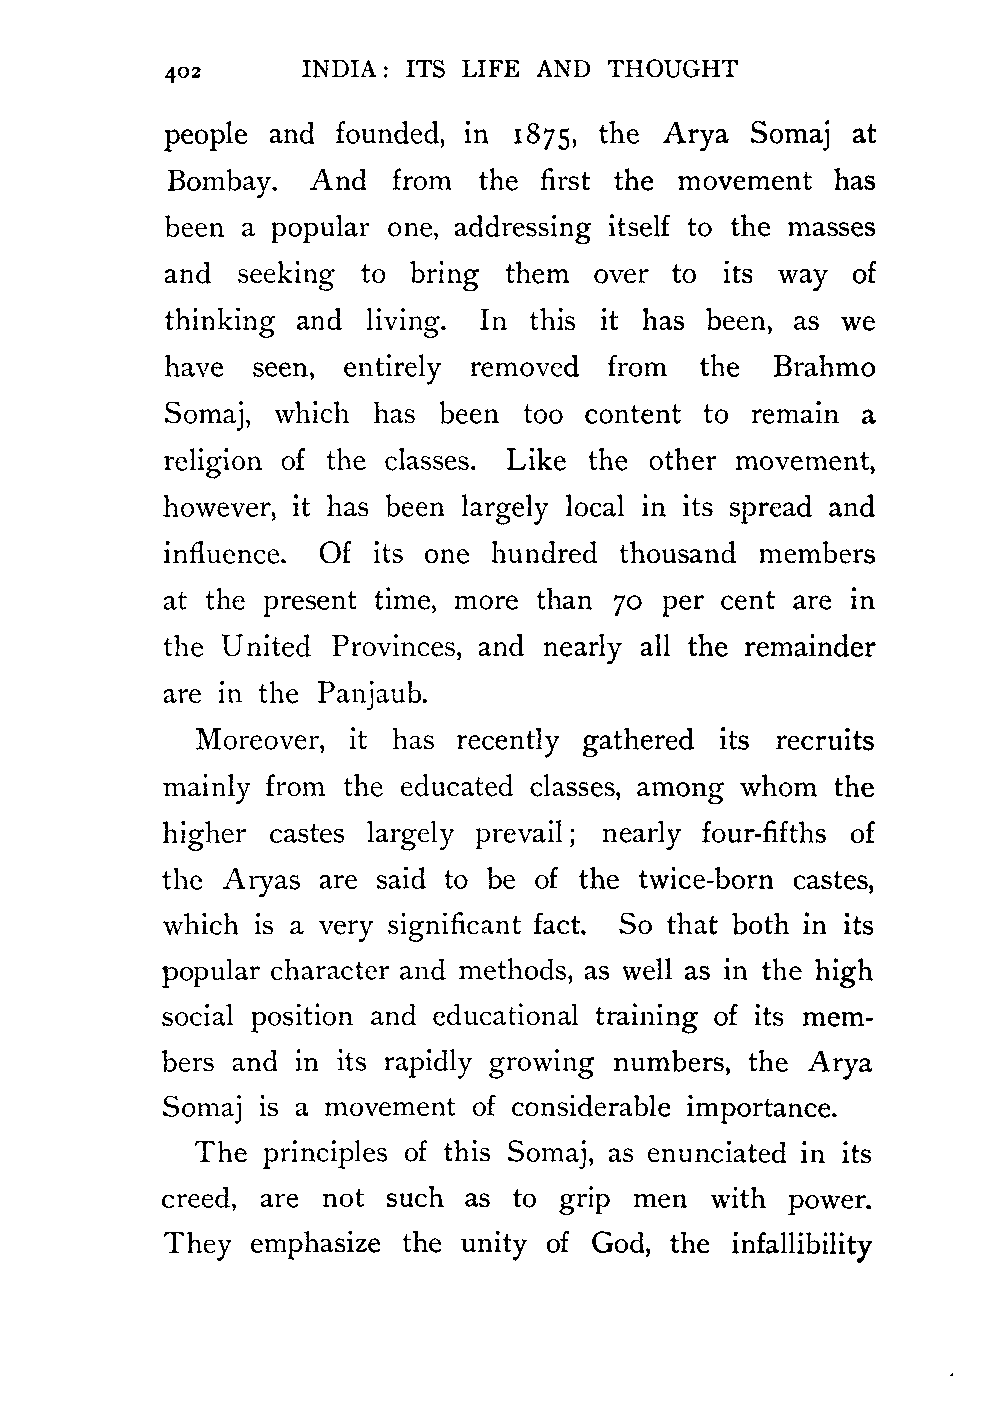 402 INDIA: ITS LIFE AND THOUGHT
people and founded, in 1875, the Arya Somaj at
Bombay. And from the first the movement has
been a popular one, addressing itself to the masses
and seeking to bring them over to its way of
thinking and living. In this it has been, as we
have seen, entirely removed from the Brahmo
Somaj, which has been too content to remain a
religion of the classes. Like the other movement,
however, it has been largely local in its spread and
influence. Of its one hundred thousand members
at the present time, more than 70 per cent are in
the United Provinces, and nearly all the remainder
are in the Panjaub.
Moreover, it has recently gathered its recruits
mainly from the educated classes, among whom the
higher castes largely prevail; nearly four-fifths of
the Aryas are said to be of the twice-born castes,
which is a very significant fact. So that both in its
popular character and methods, as well as in the high
social position and educational training of its mem-
bers and in its rapidly growing numbers, the Arya
Somaj is a movement of considerable importance.
The principles of this Somaj, as enunciated in its
creed, are not such as to grip men with power.
They emphasize the unity of God, the infallibility